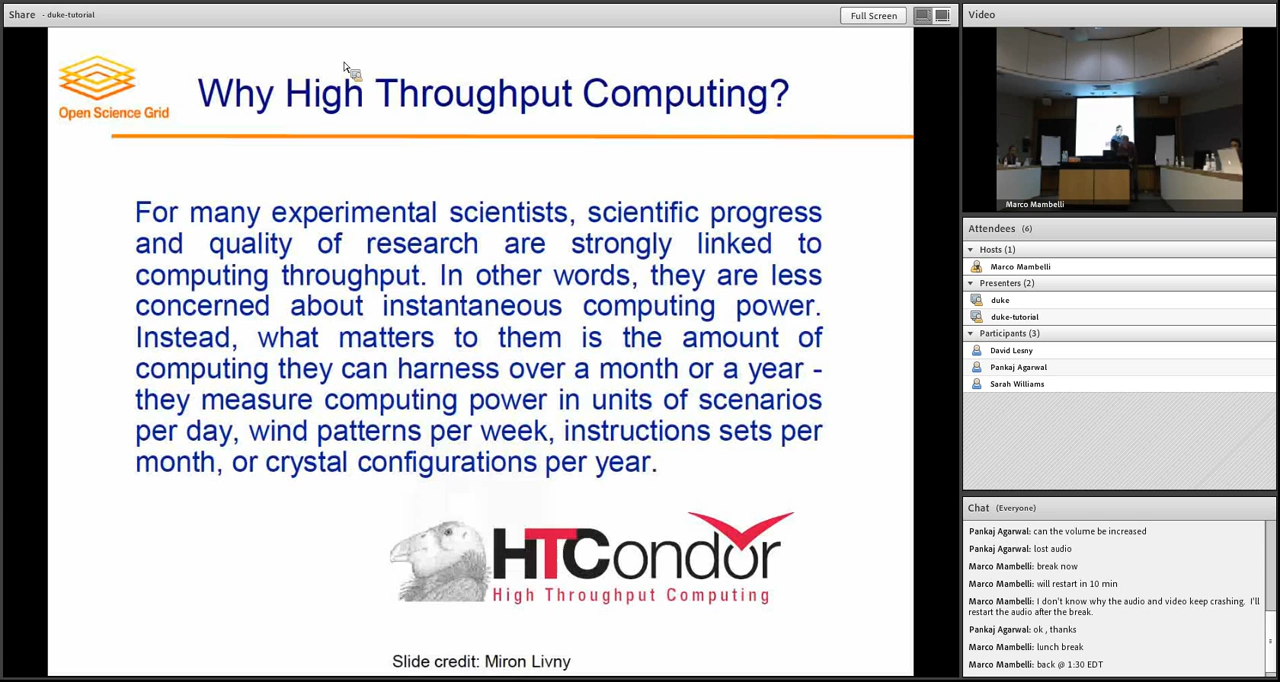 Share - duke-tutorial
Full Screen
Open Science Grid
Why High Throughput Computing?
For many experimental scientists, scientific progress
and quality of research are strongly linked to
computing throughput. In other words, they are less
concerned about instantaneous computing power.
Instead, what matters to them is the amount of
computing they can harness over a month or a year -
they measure computing power in units of scenarios
per day, wind patterns per week, instructions sets per
month, or crystal configurations per year.
HTCondor
High Throughput Computing
Slide credit: Miron Livny
Video
Marco Mambelli
Attendees (6)
Hosts (1)
Marco Mambelli
Presenters (2)
duke
duke-tutorial
Participants (3)
David Lesny
Pankaj Agarwal
Sarah Williams
Chat (Everyone)
Pankaj Agarwal: can the volume be increased
Pankaj Agarwal: lost audio
Marco Mambelli: break now
Marco Mambelli: will restart in 10 min
Marco Mambelli: I don't know why the audio and video keep crashing. I'll
restart the audio after the break.
Pankaj Agarwal: ok , thanks
Marco Mambelli: lunch break
Marco Mambelli: back @ 1:30 EDT